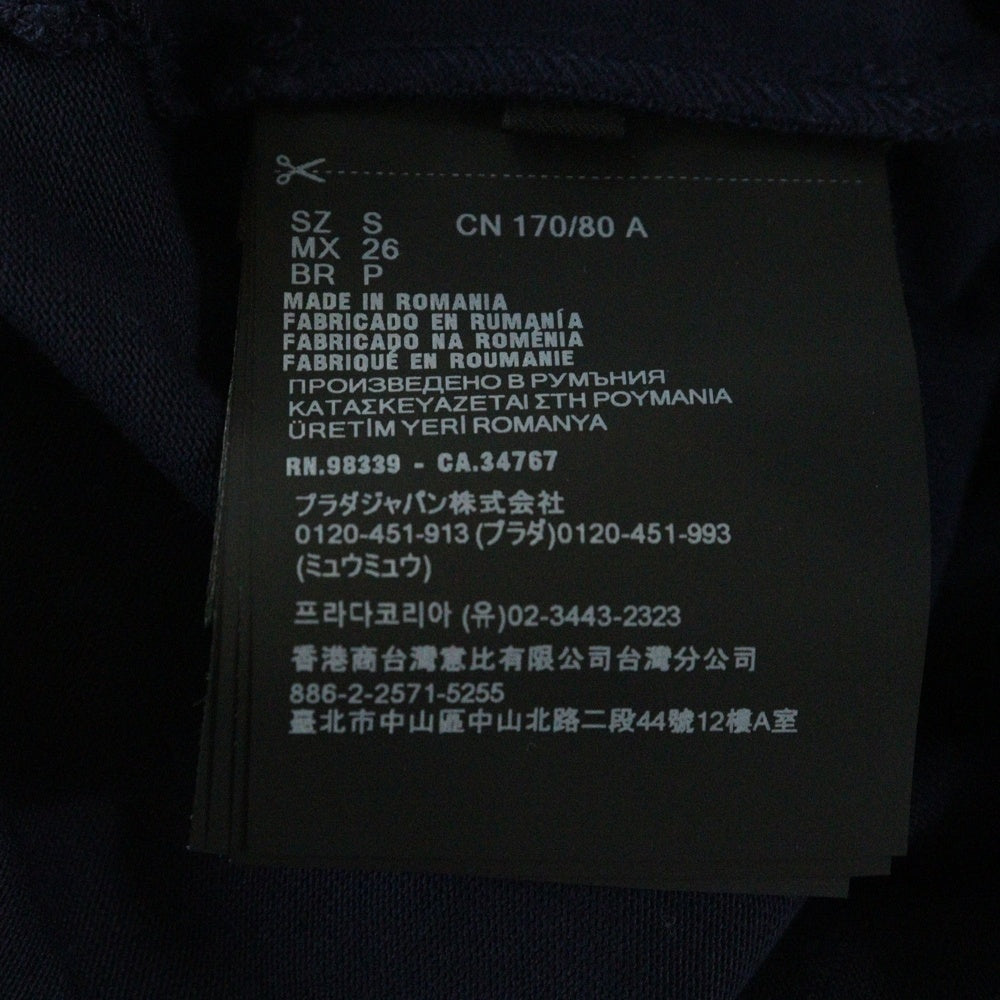 SZ S CN 170/80 A
MX 26
BR P
MADE IN ROMANIA
FABRICADO EN RUMANÍA
FABRICADO NA ROMÉNIA
FABRIQUÉ EN ROUMANIE
ПРОИЗВЕДЕНО В РУМЪНИЯ
ΚΑΤΑΣΚΕΥΑΖΕΤΑΙ ΣΤΗ ΡΟΥΜΑΝΙΑ
ÜRETİM YERİ ROMANYA
RN.98339 - CA.34767
プラダジャパン株式会社
0120-451-913 (プラダ)0120-451-993
(ミュウミュウ)
프라다코리아 (유)02-3443-2323
香港商台灣意比有限公司台灣分公司
886-2-2571-5255
臺北市中山區中山北路二段44號12樓A室